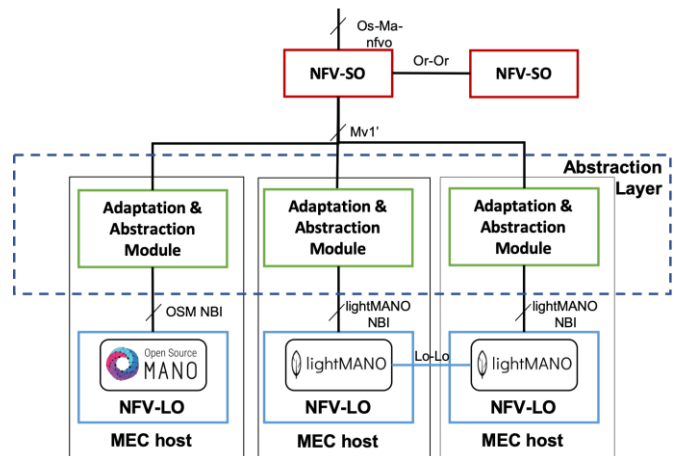 Os-Ma-
nfvo
NFV-SO
Or-Or
NFV-SO
Mv1'
Abstraction
Layer
Adaptation &
Abstraction
Module
Adaptation &
Abstraction
Module
Adaptation &
Abstraction
Module
OSM NBI
lightMANO
NBI
lightMANO
NBI
Open Source
MANO
NFV-LO
MEC host
lightMANO
NFV-LO
MEC host
Lo-Lo
lightMANO
NFV-LO
MEC host